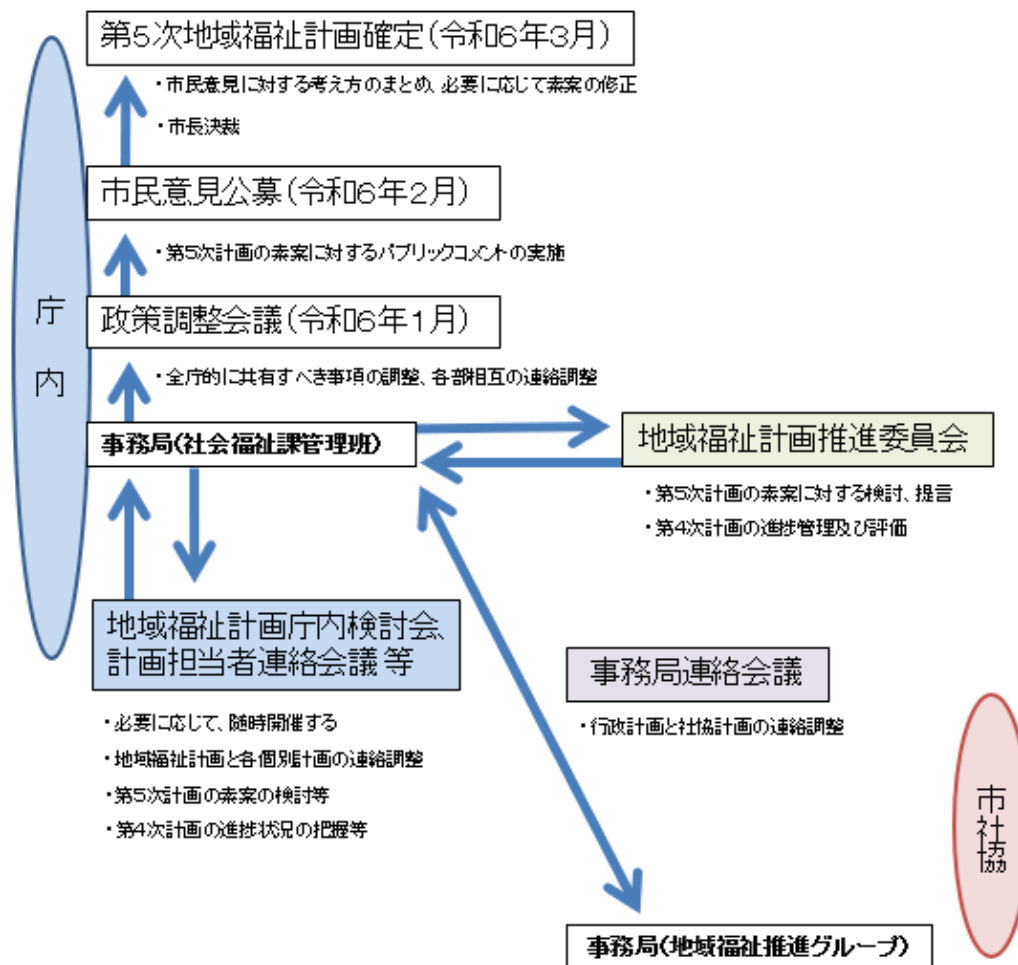 第5次地域福祉計画確定(令和6年3月)
・市民意見に対する考え方のまとめ、必要に応じて素案の修正
・市長決裁
市民意見公募(令和6年2月)
・第5次計画の素案に対するパブリックコメントの実施
庁内
政策調整会議(令和6年1月)
・全庁的に共有すべき事項の調整、各部相互の連絡調整
事務局(社会福祉課管理班)
地域福祉計画推進委員会
・第5次計画の素案に対する検討、提言
・第4次計画の進捗管理及び評価
地域福祉計画庁内検討会、
計画担当者連絡会議等
・必要に応じて、随時開催する
・地域福祉計画と各個別計画の連絡調整
・第5次計画の素案の検討等
・第4次計画の進捗状況の把握等
事務局連絡会議
・行政計画と社協計画の連絡調整
市社協
事務局(地域福祉推進グループ)